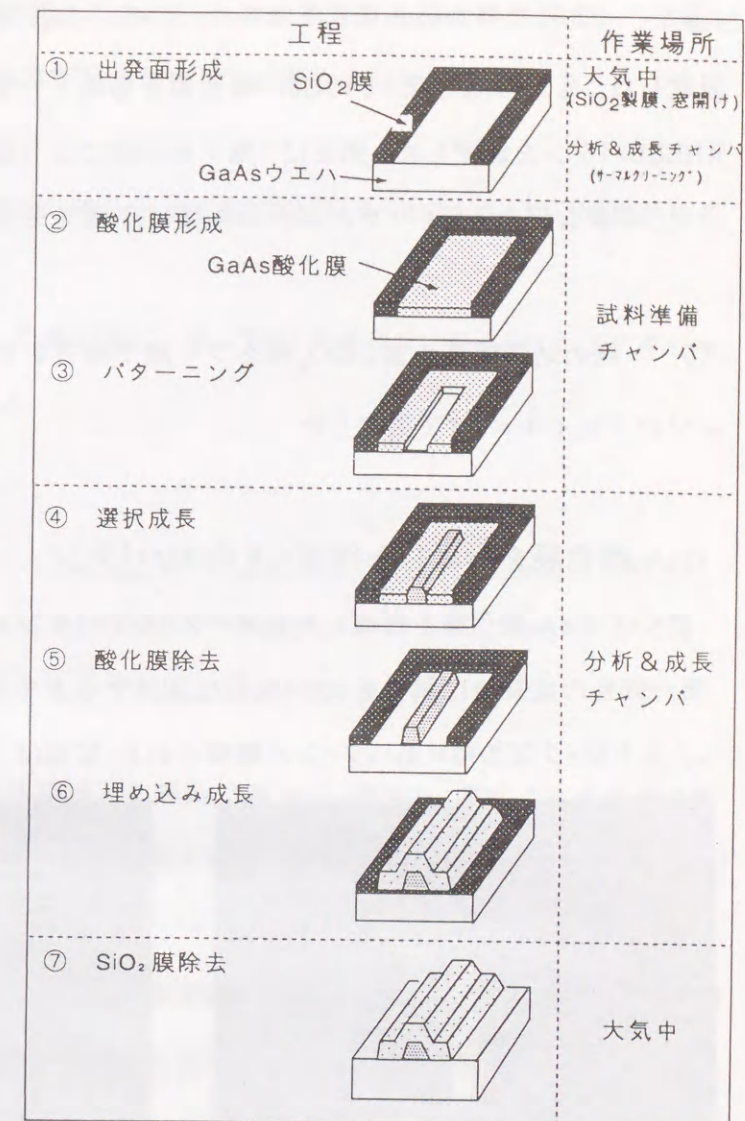 工程
作業場所
① 出発面形成
SiO₂膜
GaAsウエハ
大気中
(SiO₂製膜、窓開け)
分析&成長チャンバ
(サーマルクリーニング)
② 酸化膜形成
GaAs酸化膜
試料準備
チャンバ
③ パターニング
④ 選択成長
⑤ 酸化膜除去
分析&成長
チャンバ
⑥ 埋め込み成長
⑦ SiO₂膜除去
大気中